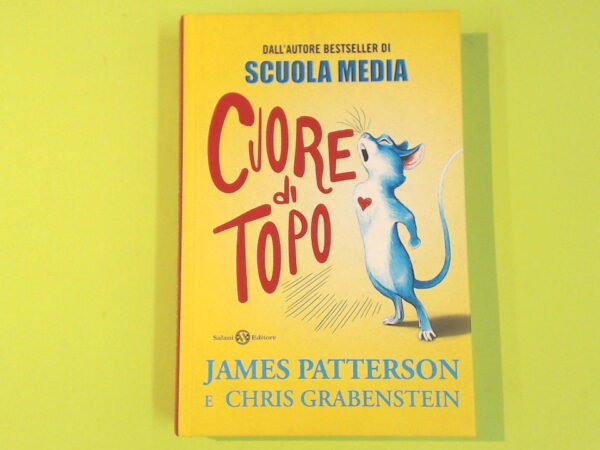 DALL'AUTORE BESTSELLER DI
SCUOLA MEDIA
CUORE
di
TOPO
Salani Editore
JAMES PATTERSON
E CHRIS GRABENSTEIN